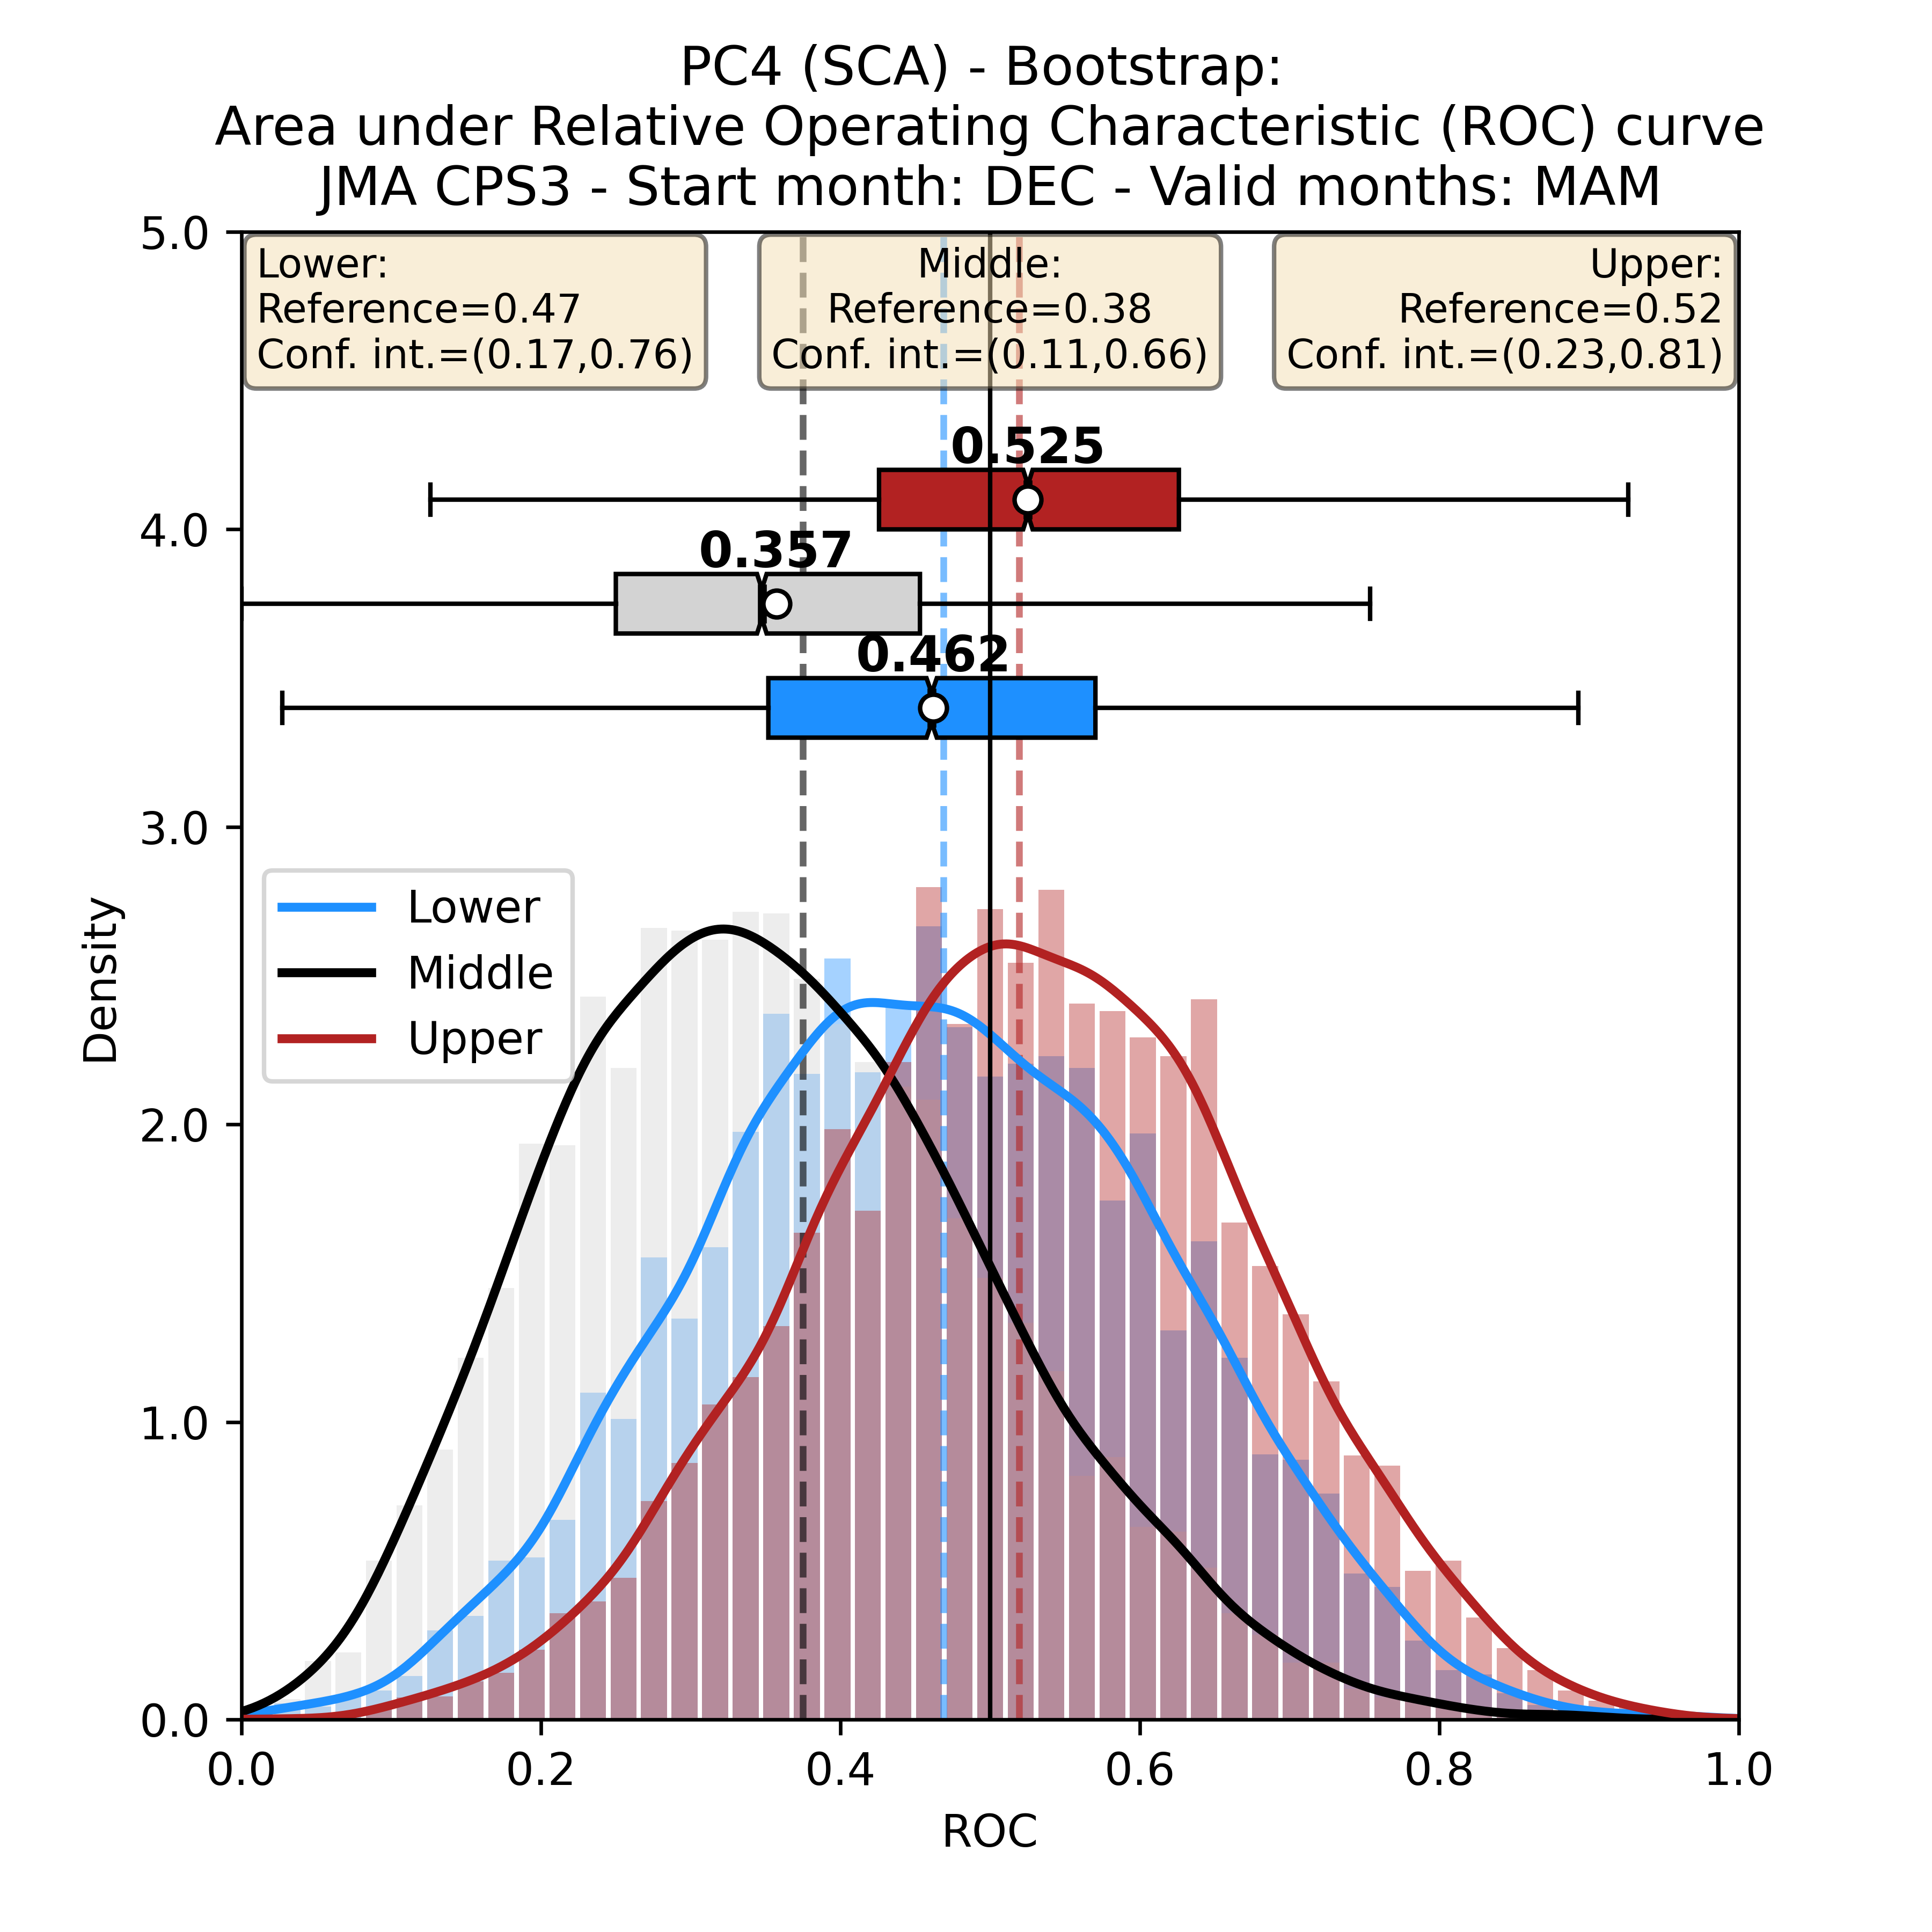 PC4 (SCA) - Bootstrap:
Area under Relative Operating Characteristic (ROC) curve
JMA CPS3 - Start month: DEC - Valid months: MAM
5.0
4.0
3.0
2.0
1.0
0.0
Density
Lower:
Reference=0.47
Conf. int.=(0.17,0.76)
Middle:
Reference=0.38
Conf. int.=(0.11,0.66)
Upper:
Reference=0.52
Conf. int.=(0.23,0.81)
0.525
0.357
0.462
Lower
Middle
Upper
0.0
0.2
0.4
0.6
0.8
1.0
ROC